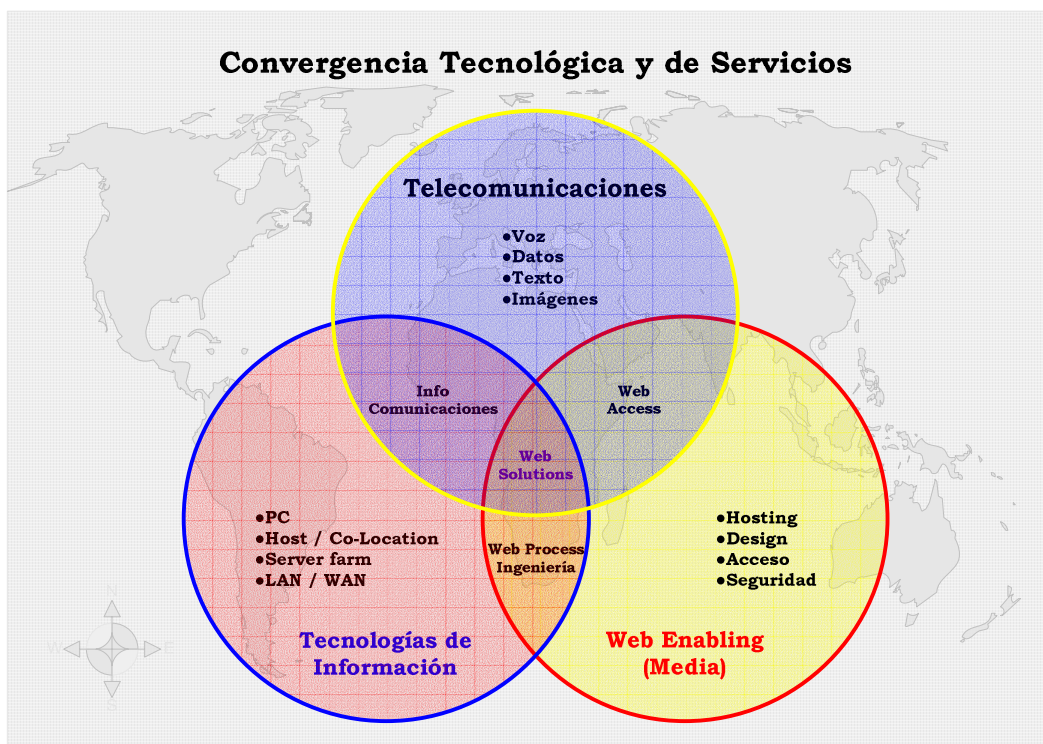 Convergencia Tecnológica y de Servicios
Telecomunicaciones
•Voz
•Datos
•Texto
•Imágenes
Info
Comunicaciones
Web
Access
Web
Solutions
•PC
•Host / Co-Location
•Server farm
•LAN / WAN
Web Process
Ingeniería
•Hosting
•Design
•Acceso
•Seguridad
Tecnologías de
Información
Web Enabling
(Media)
N
W
E
S